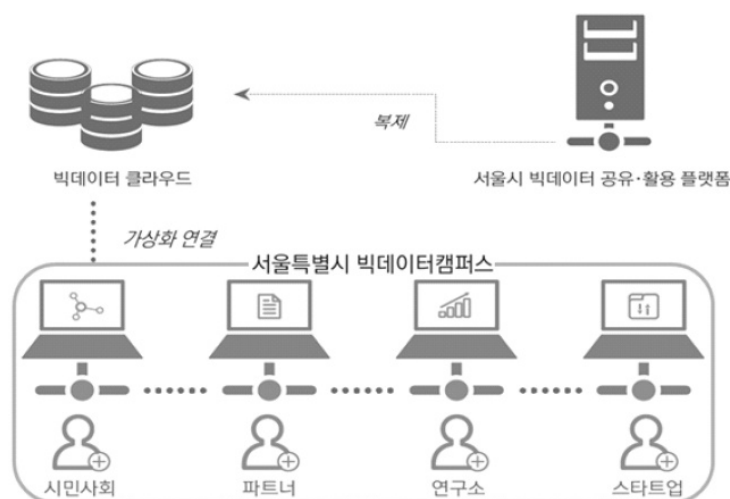 복제
빅데이터 클라우드
서울시 빅데이터 공유·활용 플랫폼
가상화 연결
서울특별시 빅데이터캠퍼스
시민사회
파트너
연구소
스타트업